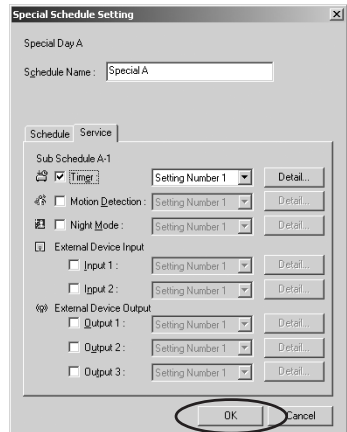 Special Schedule Setting
Special Day A
Schedule Name : Special A
Schedule Service
Sub Schedule A-1
Timer : Setting Number 1 Detail...
Motion Detection : Setting Number 1 Detail...
Night Mode : Setting Number 1 Detail...
External Device Input
Input 1 : Setting Number 1 Detail...
Input 2 : Setting Number 1 Detail...
External Device Output
Output 1 : Setting Number 1 Detail...
Output 2 : Setting Number 1 Detail...
Output 3 : Setting Number 1 Detail...
OK Cancel